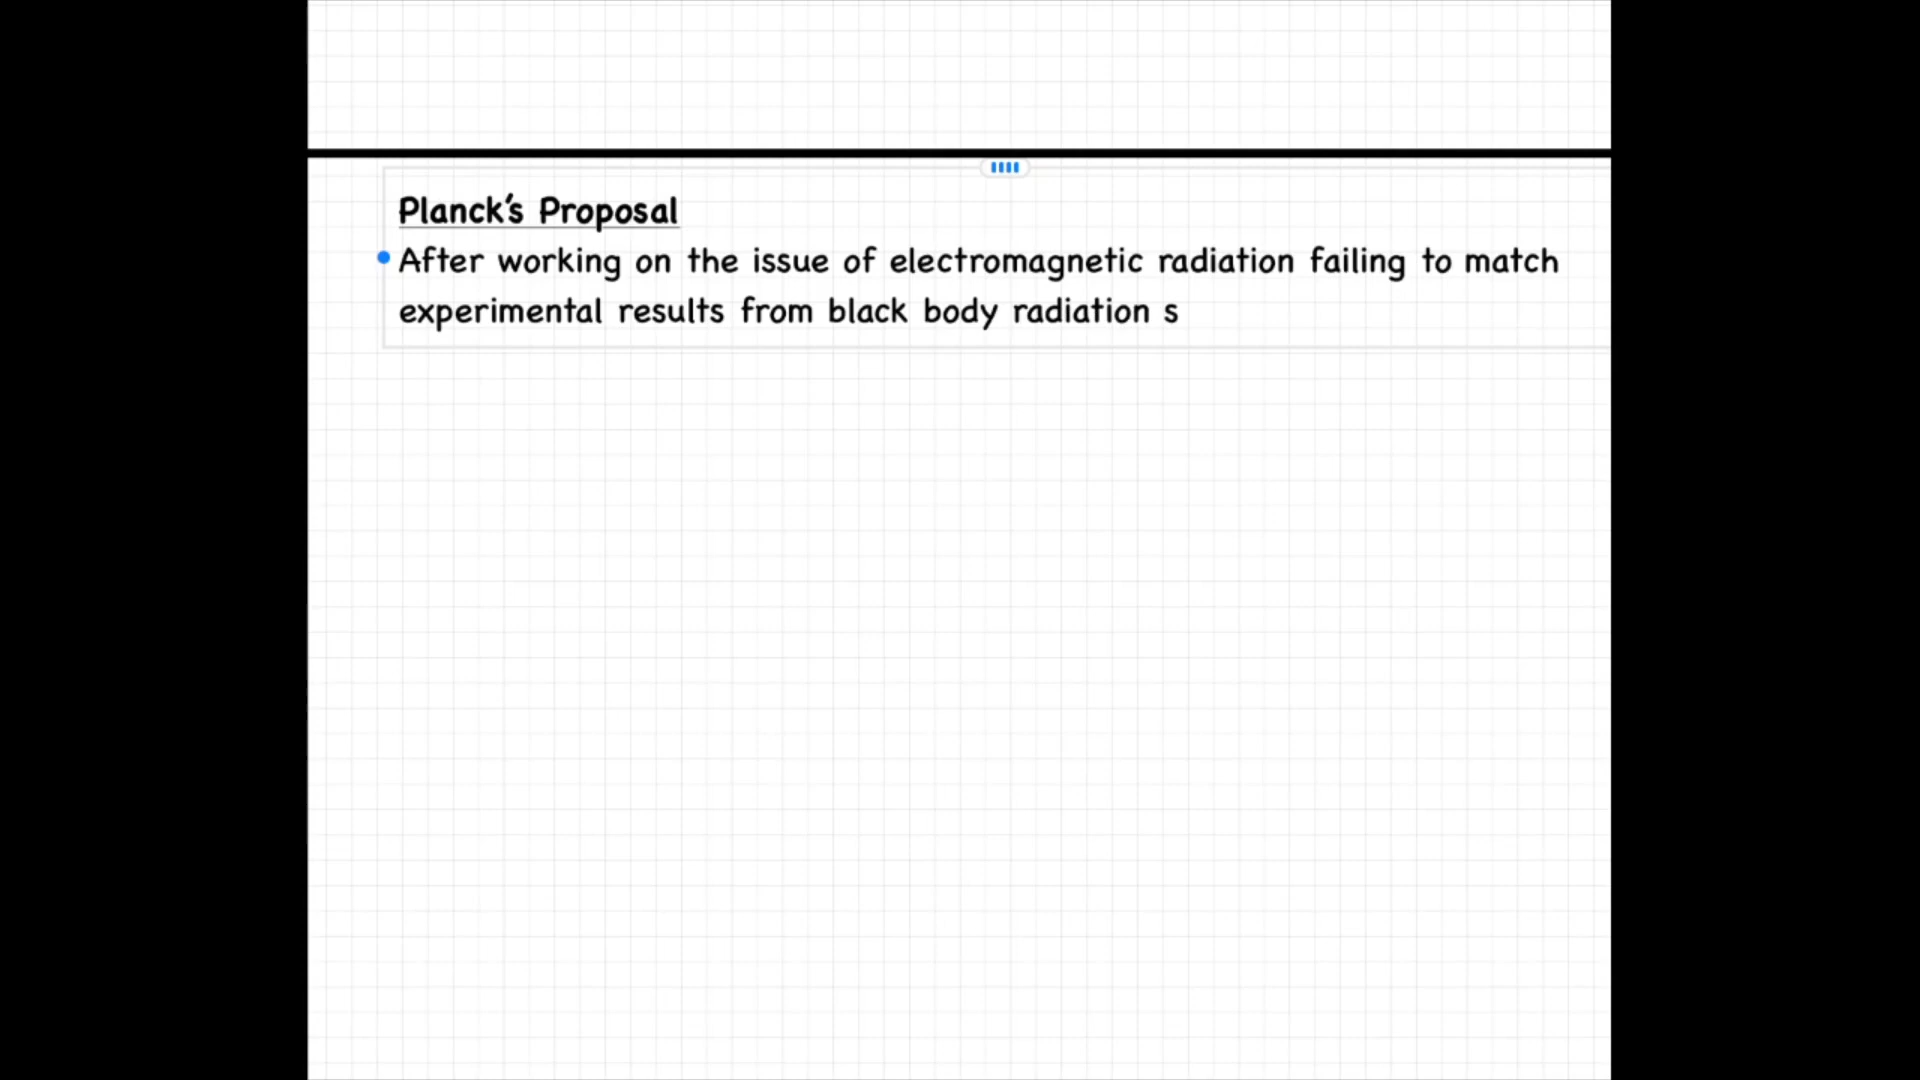 Planck's Proposal
After working on the issue of electromagnetic radiation failing to match
experimental results from black body radiation s